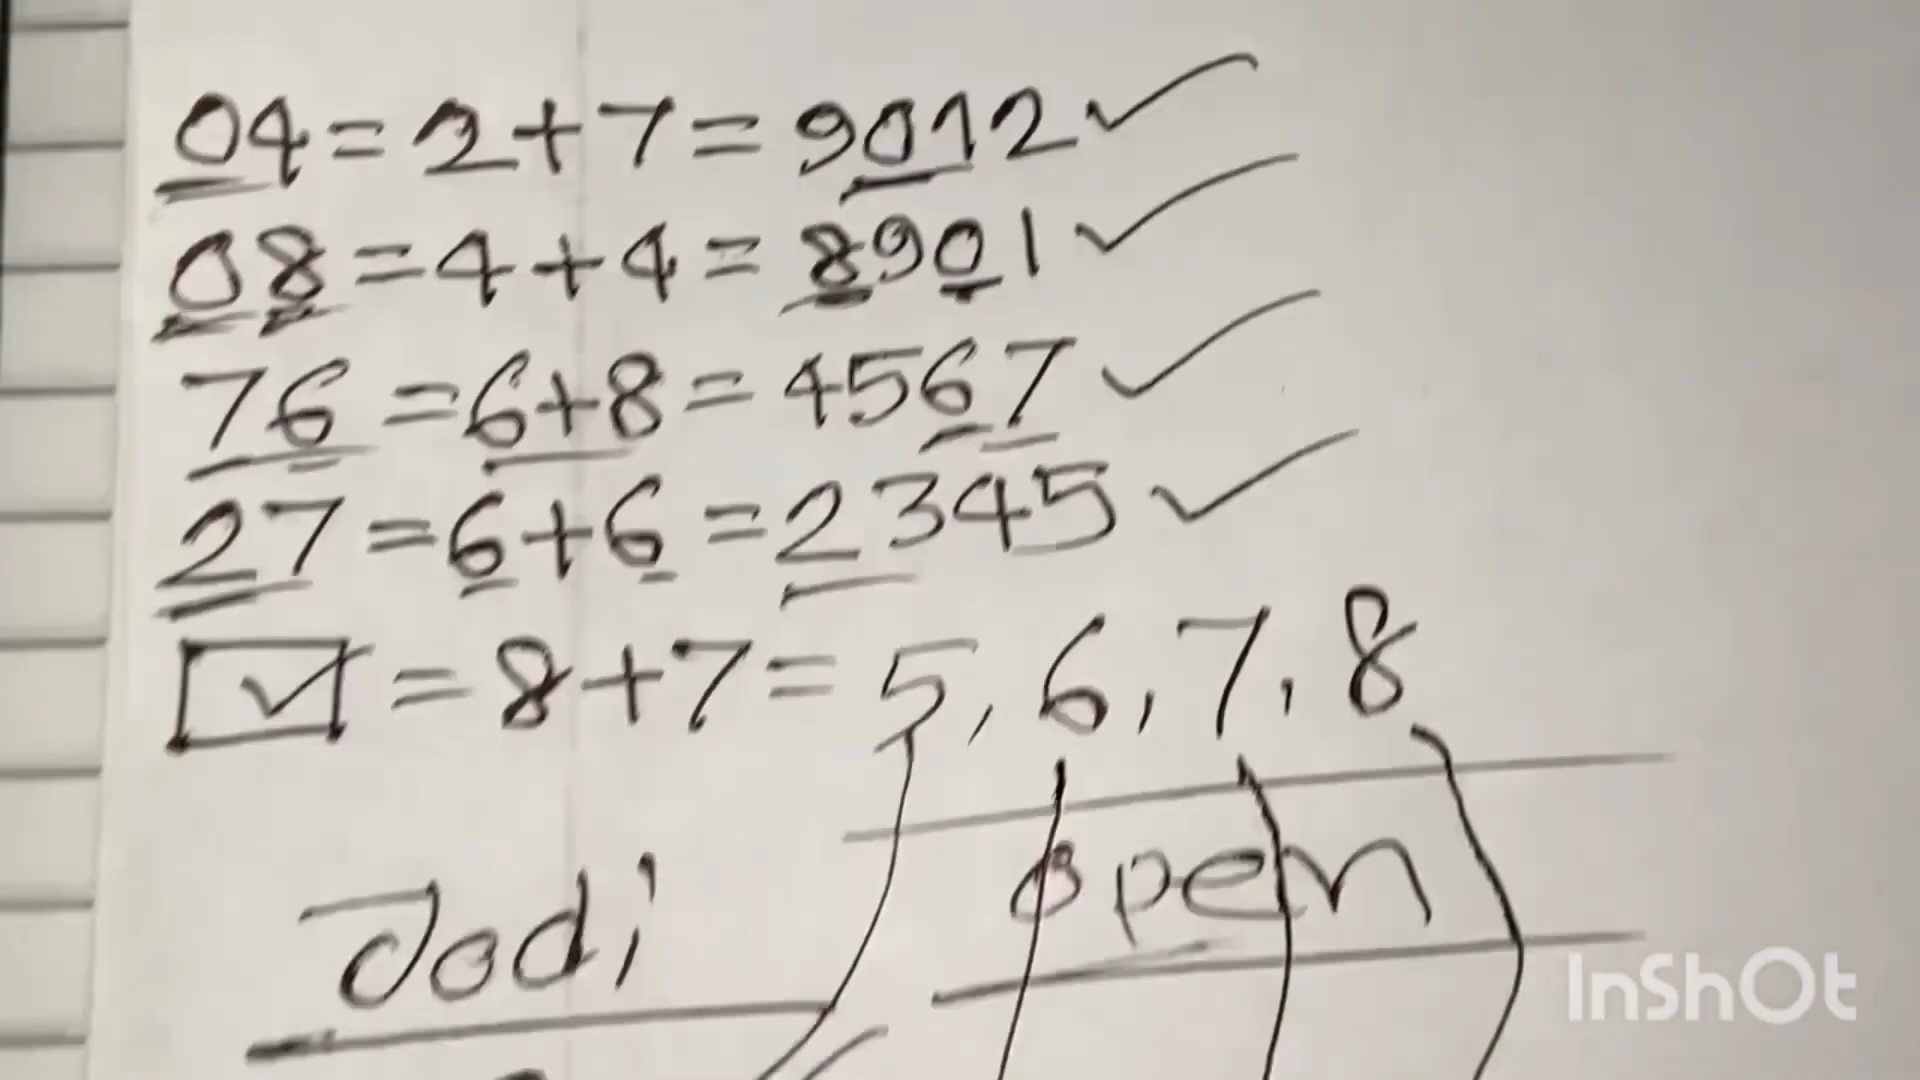 04=2+7=9012✓
08=4+4=8901✓
76=6+8=4567✓
27=6+6=2345✓
☑=8+7=5,6,7,8
open
Jodi
InShOt